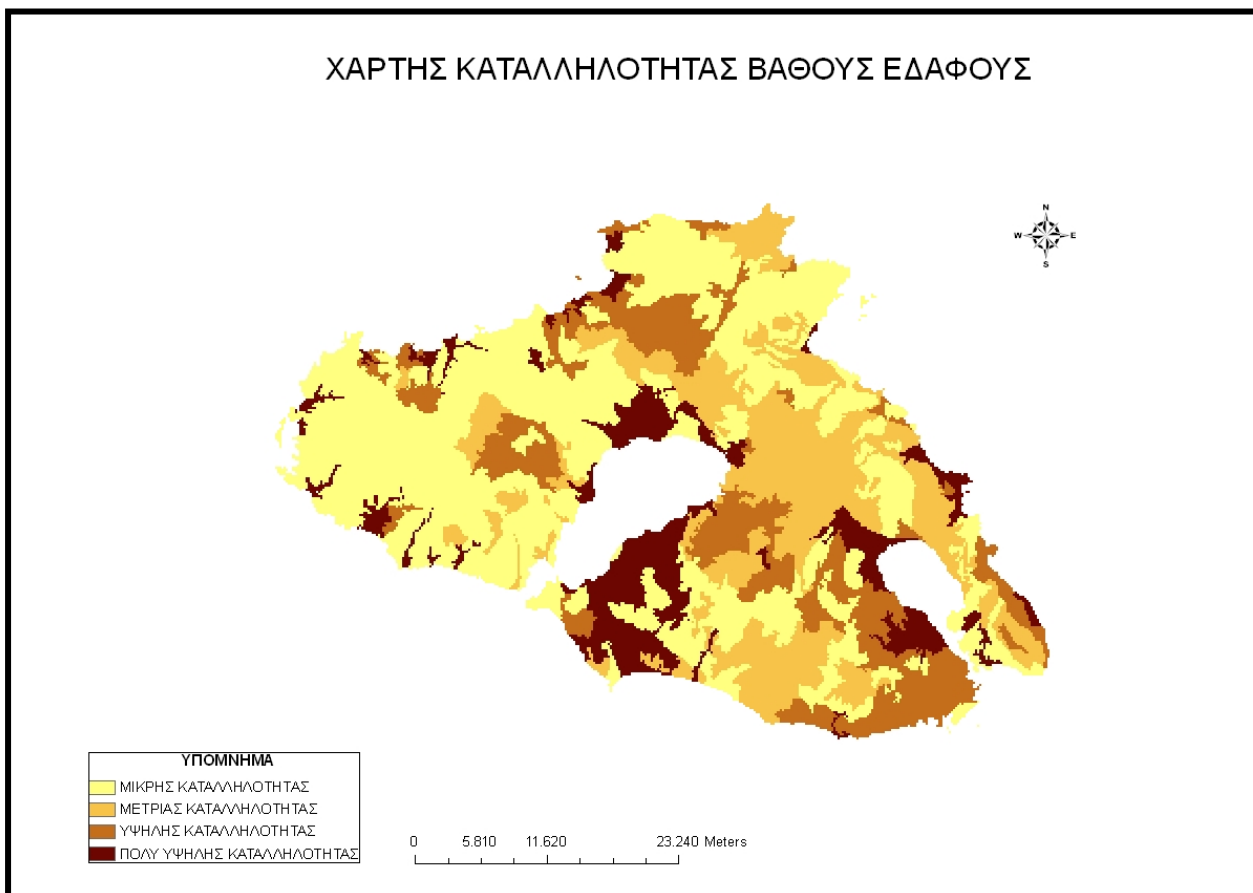 ΧΑΡΤΗΣ ΚΑΤΑΛΛΗΛΟΤΗΤΑΣ ΒΑΘΟΥΣ ΕΔΑΦΟΥΣ
N
W E
S
ΥΠΟΜΝΗΜΑ
ΜΙΚΡΗΣ ΚΑΤΑΛΛΗΛΟΤΗΤΑΣ
ΜΕΤΡΙΑΣ ΚΑΤΑΛΛΗΛΟΤΗΤΑΣ
ΥΨΗΛΗΣ ΚΑΤΑΛΛΗΛΟΤΗΤΑΣ
ΠΟΛΥ ΥΨΗΛΗΣ ΚΑΤΑΛΛΗΛΟΤΗΤΑΣ
0 5.810 11.620 23.240 Meters